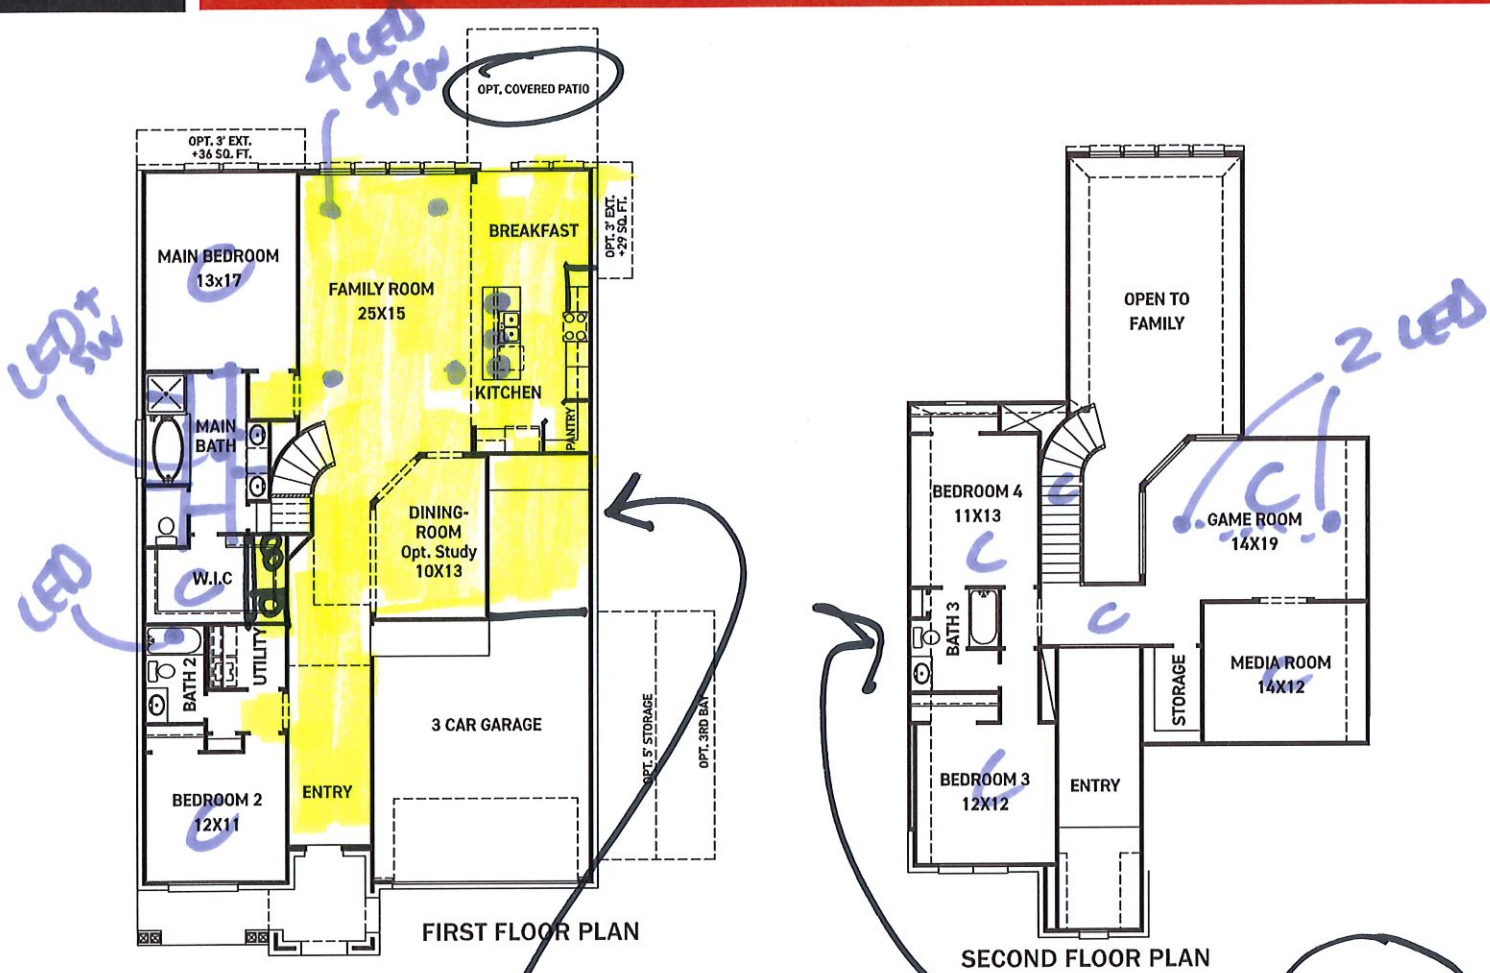 4 LED
+SW
OPT. COVERED PATIO
OPT. 3' EXT.
+36 SQ. FT.
OPT. 3' EXT.
+29 SQ. FT.
BREAKFAST
MAIN BEDROOM
13x17
C
FAMILY ROOM
25X15
KITCHEN
PANTRY
LED+
SW
MAIN
BATH
DINING-
ROOM
Opt. Study
10X13
W.I.C
C
LED
UTILITY
BATH 2
3 CAR GARAGE
OPT. 5' STORAGE
OPT. 3RD BAY
ENTRY
BEDROOM 2
12X11
C
FIRST FLOOR PLAN
OPEN TO
FAMILY
2 LED
BEDROOM 4
11X13
C
C
C
GAME ROOM
14X19
BATH 3
C
MEDIA ROOM
14X12
C
STORAGE
BEDROOM 3
12X12
C
ENTRY
SECOND FLOOR PLAN